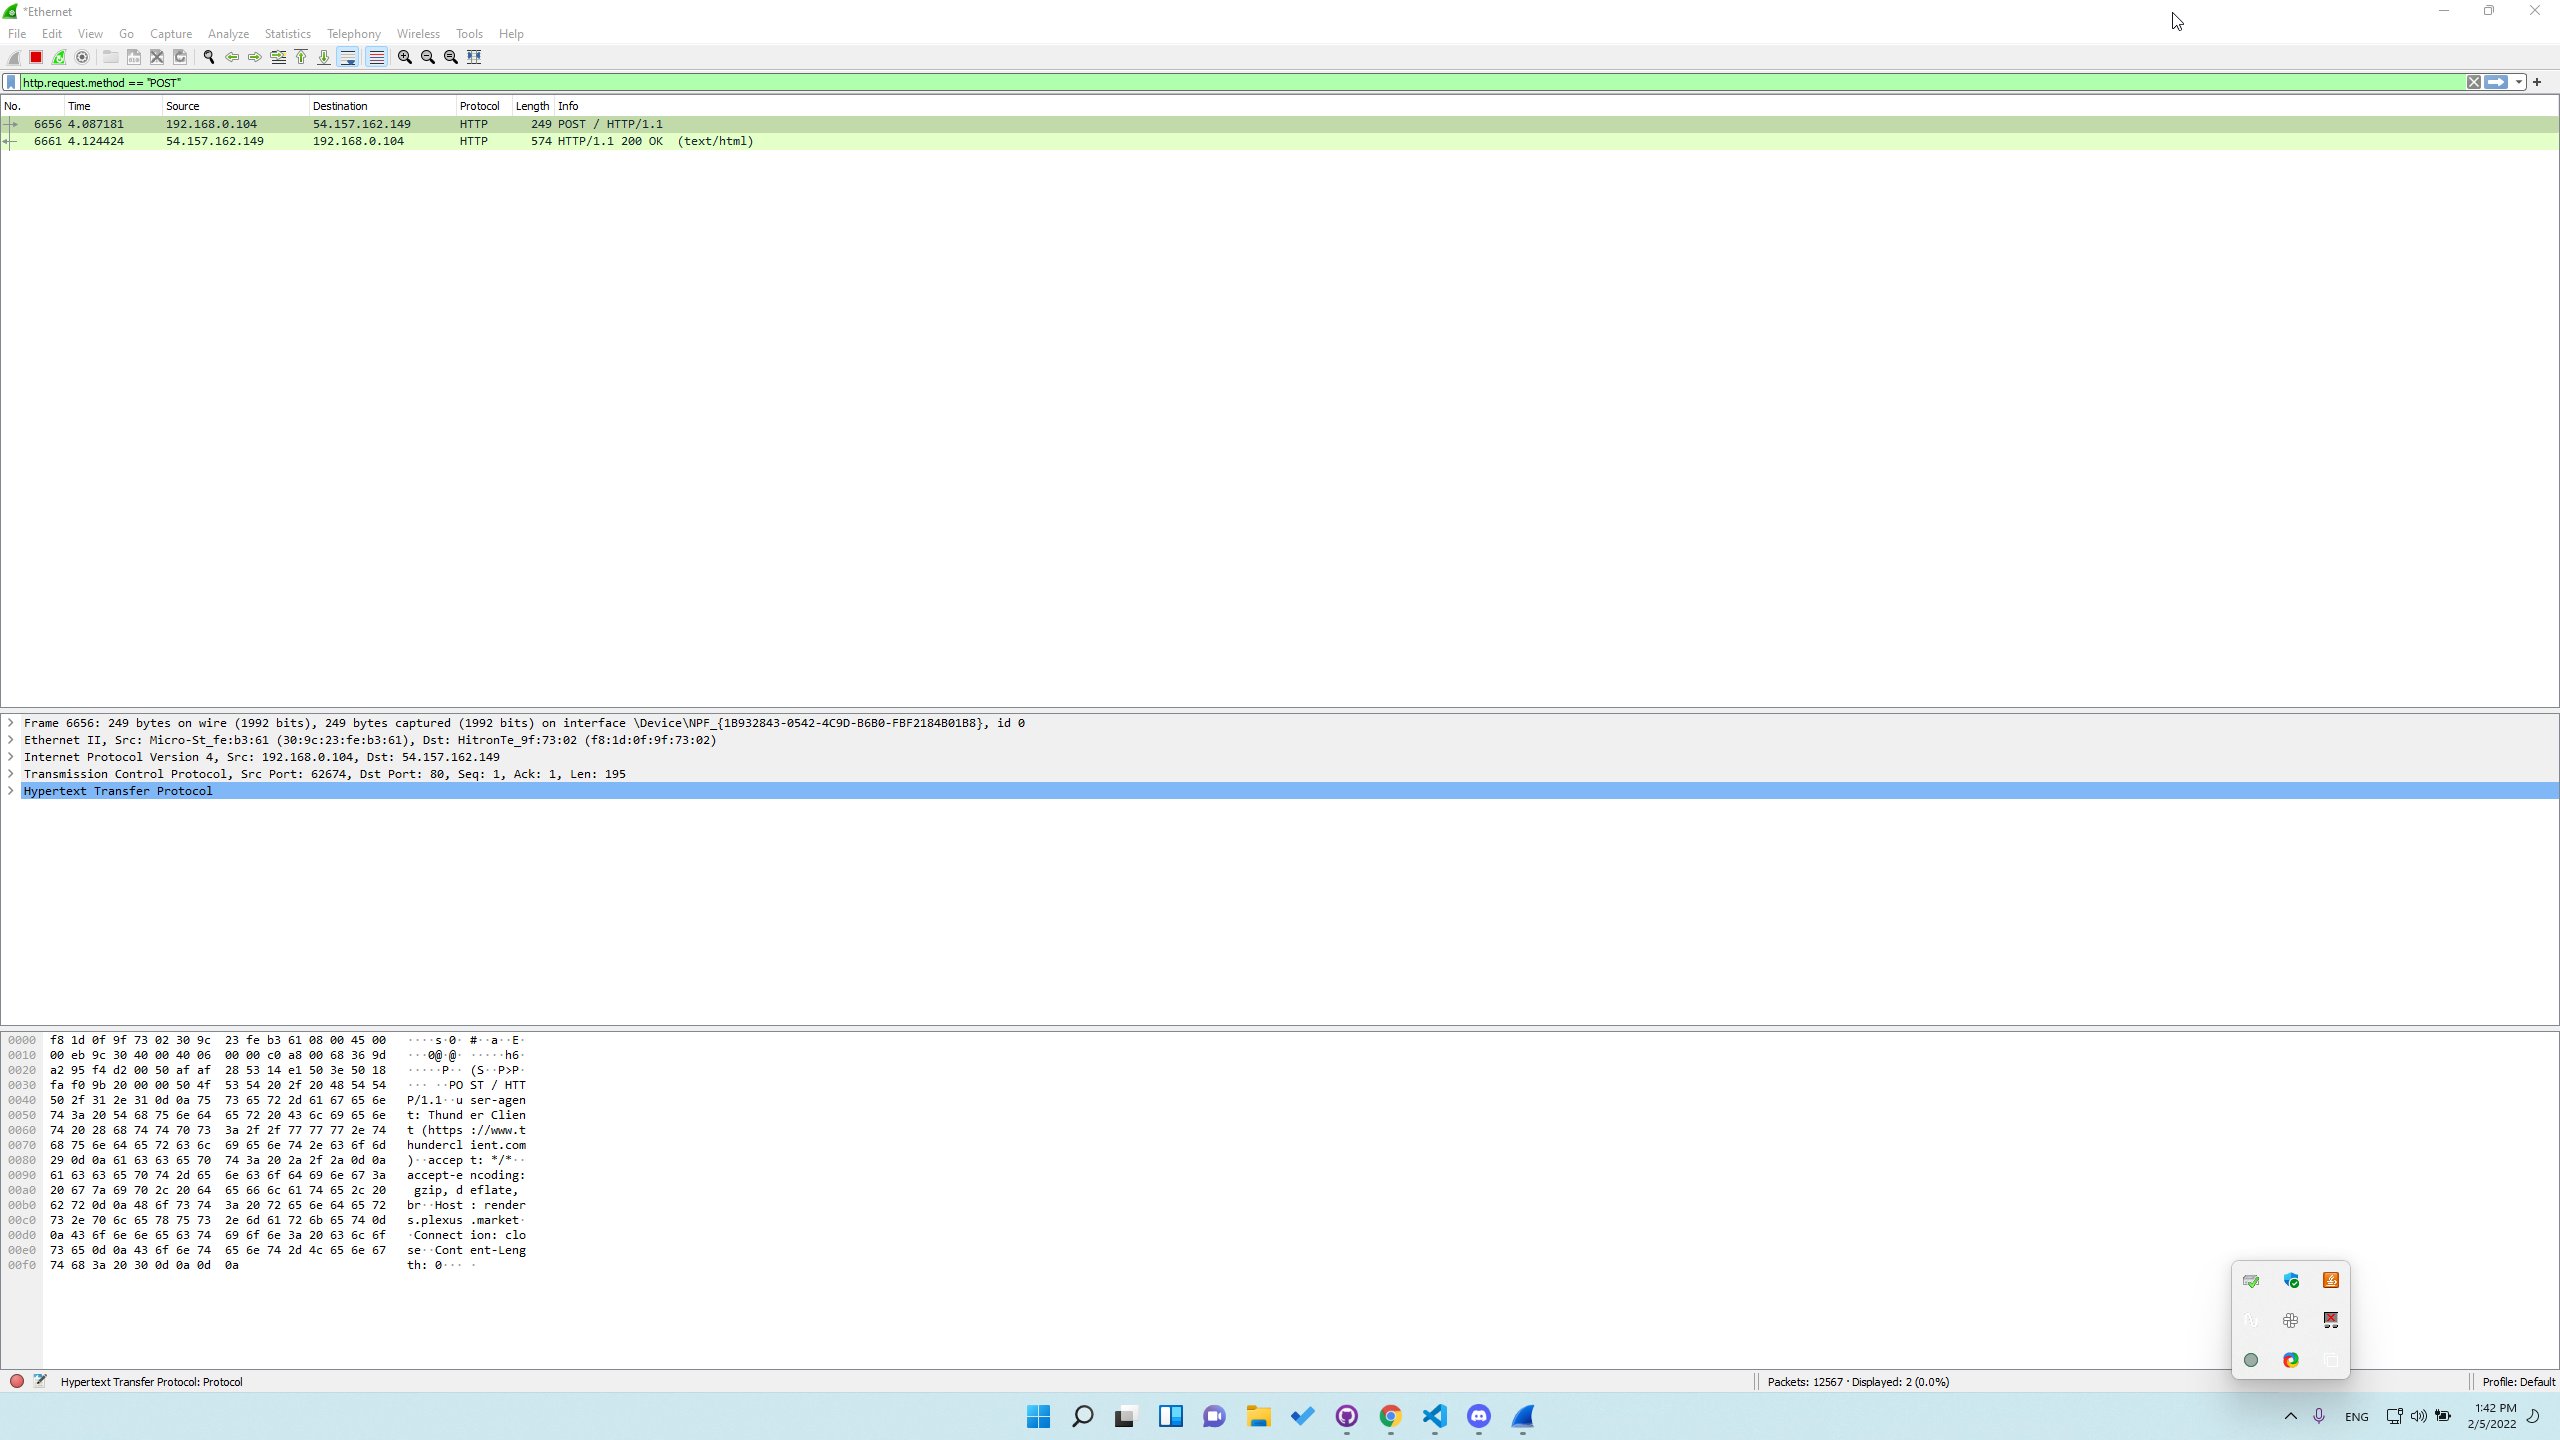 *Ethernet
File Edit View Go Capture Analyze Statistics Telephony Wireless Tools Help
http.request.method == "POST"
No. Time Source Destination Protocol Length Info
6656 4.087181 192.168.0.104 54.157.162.149 HTTP 249 POST / HTTP/1.1
6661 4.124424 54.157.162.149 192.168.0.104 HTTP 574 HTTP/1.1 200 OK (text/html)
Frame 6656: 249 bytes on wire (1992 bits), 249 bytes captured (1992 bits) on interface \Device\NPF_{1B932843-0542-4C9D-B6B0-FBF2184B01B8}, id 0
Ethernet II, Src: Micro-St_fe:b3:61 (30:9c:23:fe:b3:61), Dst: HitronTe_9f:73:02 (f8:1d:0f:9f:73:02)
Internet Protocol Version 4, Src: 192.168.0.104, Dst: 54.157.162.149
Transmission Control Protocol, Src Port: 62674, Dst Port: 80, Seq: 1, Ack: 1, Len: 195
Hypertext Transfer Protocol
0000 f8 1d 0f 9f 73 02 30 9c 23 fe b3 61 08 00 45 00 ····s·0· #··a··E·
0010 00 eb 9c 30 40 00 40 06 00 00 c0 a8 00 68 36 9d ···0@·@· ·····h6·
0020 a2 95 f4 d2 00 50 af af 28 53 14 e1 50 3e 50 18 ·····P·· (S··P>P·
0030 fa f0 9b 20 00 00 50 4f 53 54 20 2f 20 48 54 54 ··· ··PO ST / HTT
0040 50 2f 31 2e 31 0d 0a 75 73 65 72 2d 61 67 65 6e P/1.1··u ser-agen
0050 74 3a 20 54 68 75 6e 64 65 72 20 43 6c 69 65 6e t: Thund er Clien
0060 74 20 28 68 74 74 70 73 3a 2f 2f 77 77 77 2e 74 t (https ://www.t
0070 68 75 6e 64 65 72 63 6c 69 65 6e 74 2e 63 6f 6d hundercl ient.com
0080 29 0d 0a 61 63 63 65 70 74 3a 20 2a 2f 2a 0d 0a )··accep t: */*··
0090 61 63 63 65 70 74 2d 65 6e 63 6f 64 69 6e 67 3a accept-e ncoding:
00a0 20 67 7a 69 70 2c 20 64 65 66 6c 61 74 65 2c 20 gzip, d eflate,
00b0 62 72 0d 0a 48 6f 73 74 3a 20 72 65 6e 64 65 72 br··Host : render
00c0 73 2e 70 6c 65 78 75 73 2e 6d 61 72 6b 65 74 0d s.plexus .market·
00d0 0a 43 6f 6e 6e 65 63 74 69 6f 6e 3a 20 63 6c 6f ·Connect ion: clo
00e0 73 65 0d 0a 43 6f 6e 74 65 6e 74 2d 4c 65 6e 67 se··Cont ent-Leng
00f0 74 68 3a 20 30 0d 0a 0d 0a th: 0··· ·
Hypertext Transfer Protocol: Protocol Packets: 12567 · Displayed: 2 (0.0%) Profile: Default
ENG 1:42 PM
2/5/2022